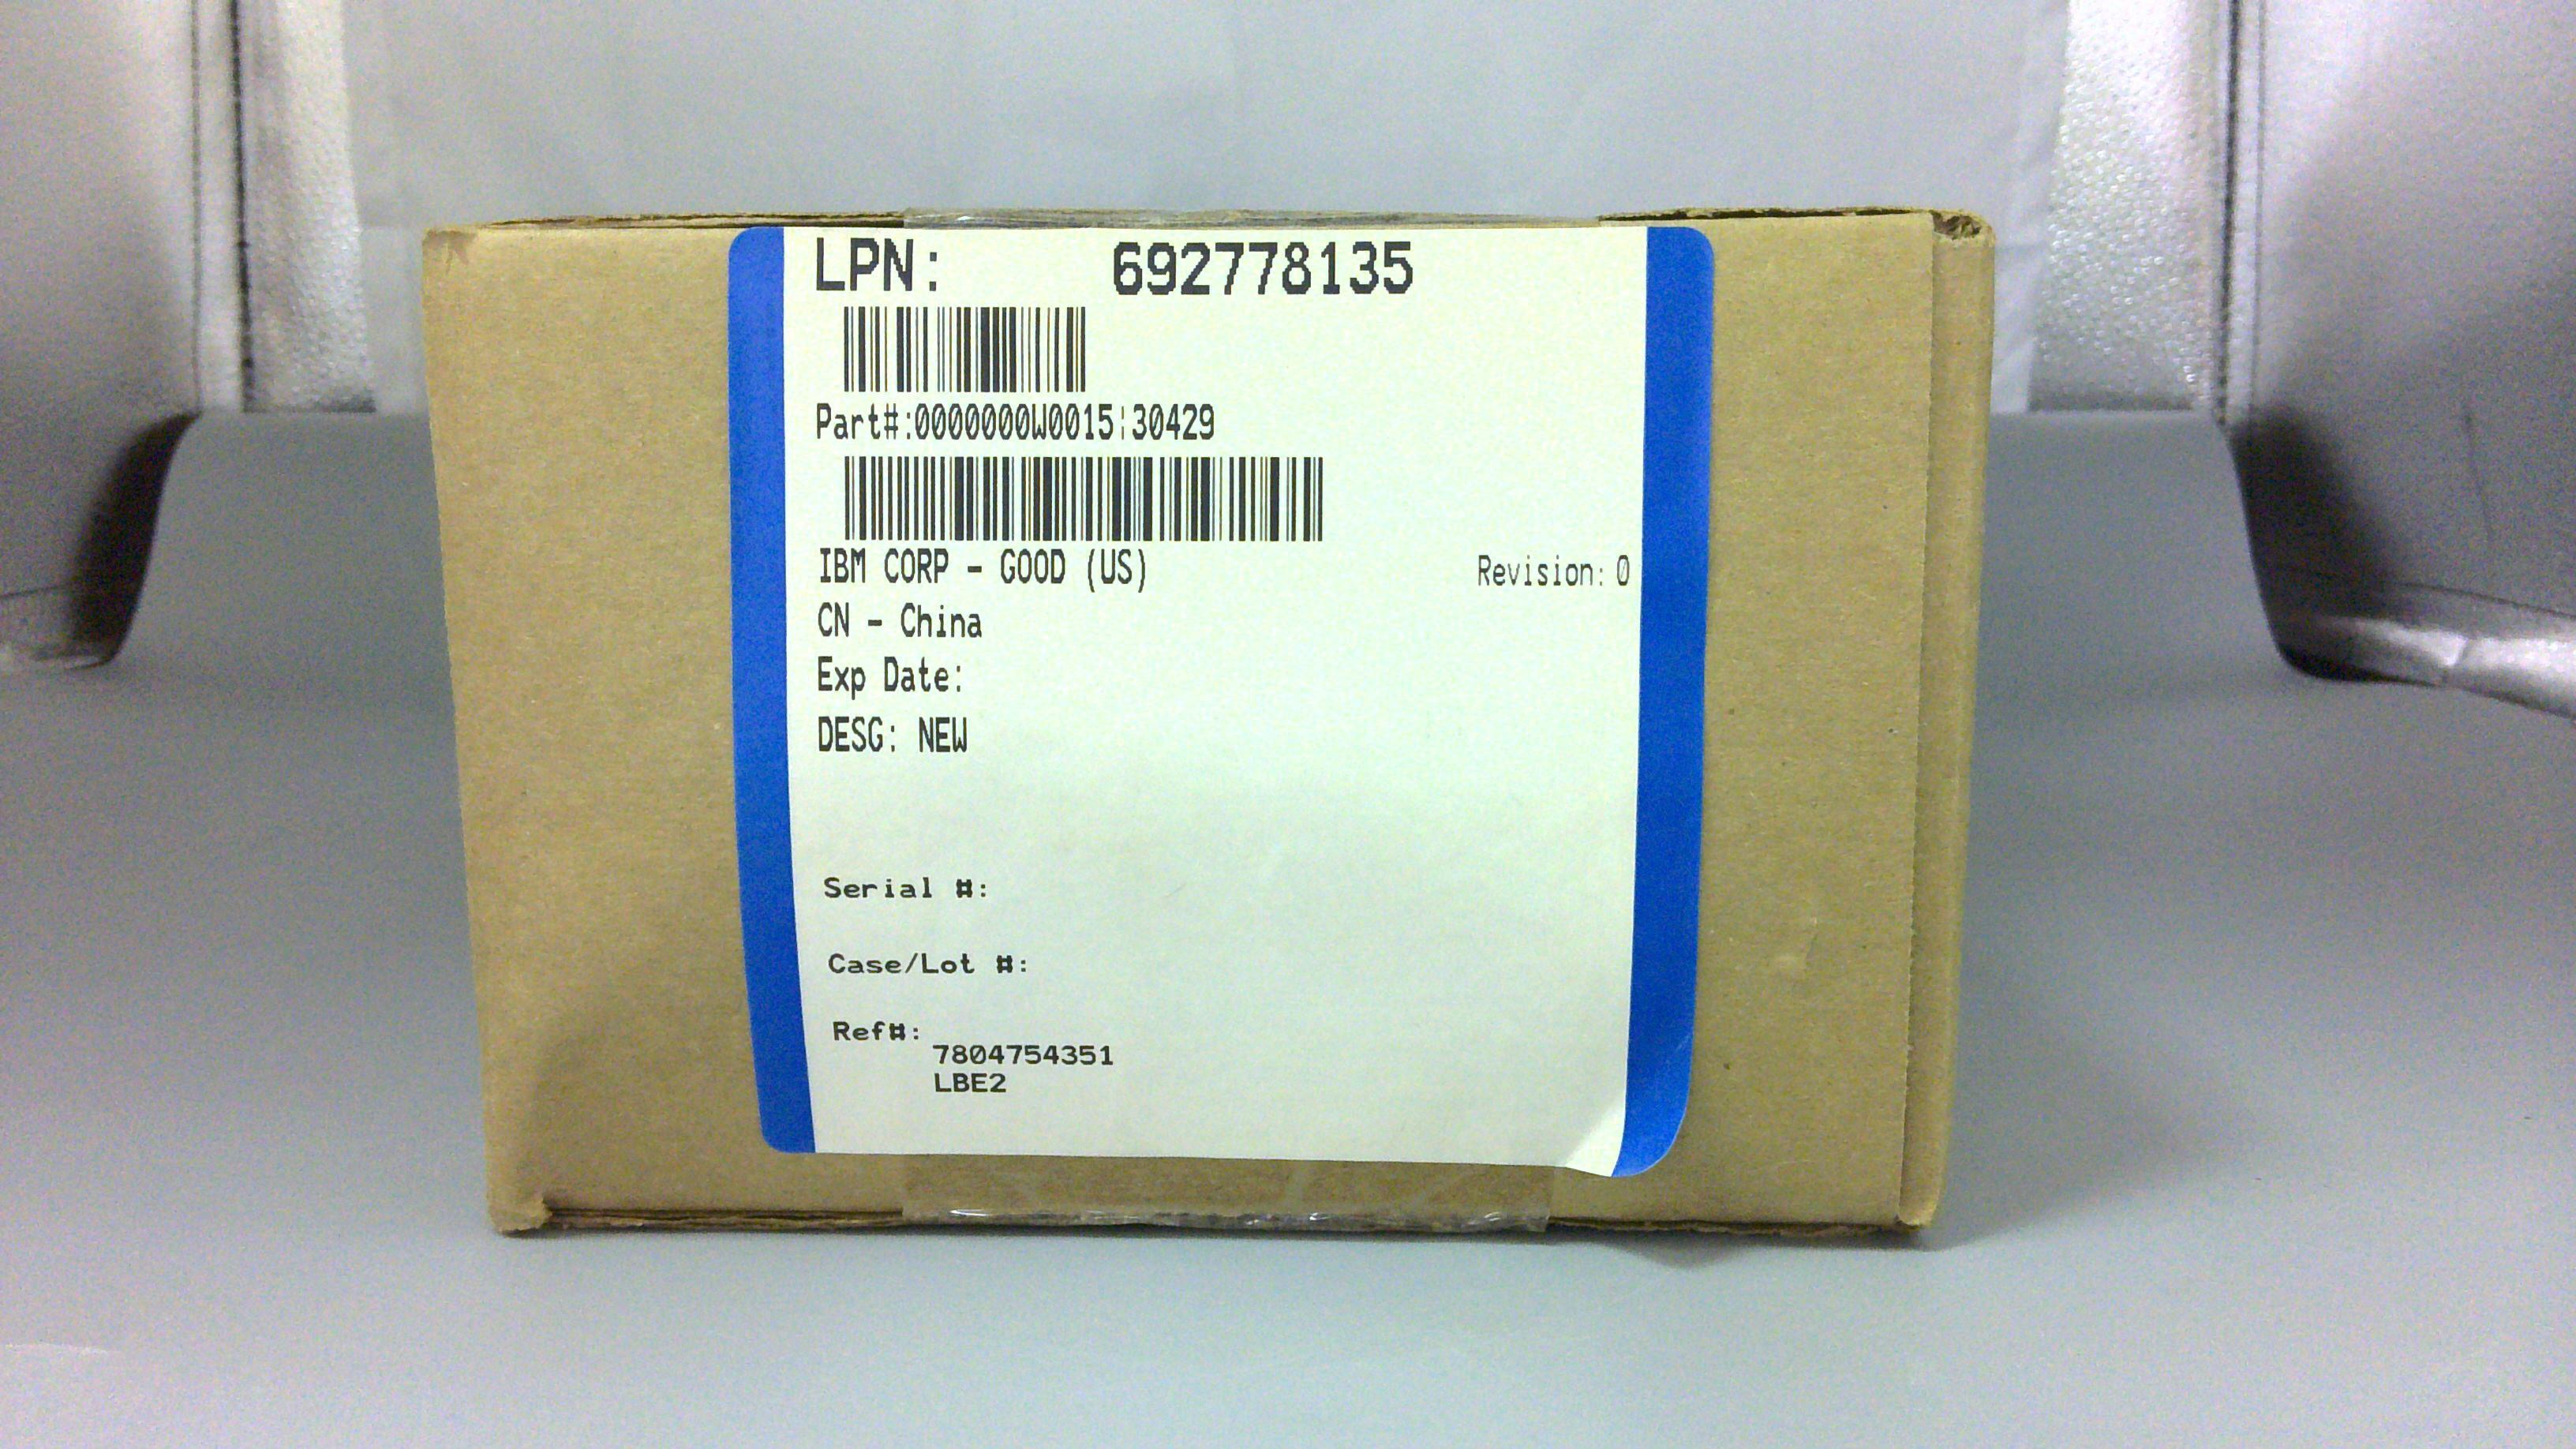 LPN: 692778135
Part#:0000000W0015¦30429
IBM CORP - GOOD (US) Revision: 0
CN - China
Exp Date:
DESG: NEW
Serial #:
Case/Lot #:
Ref#:
7804754351
LBE2